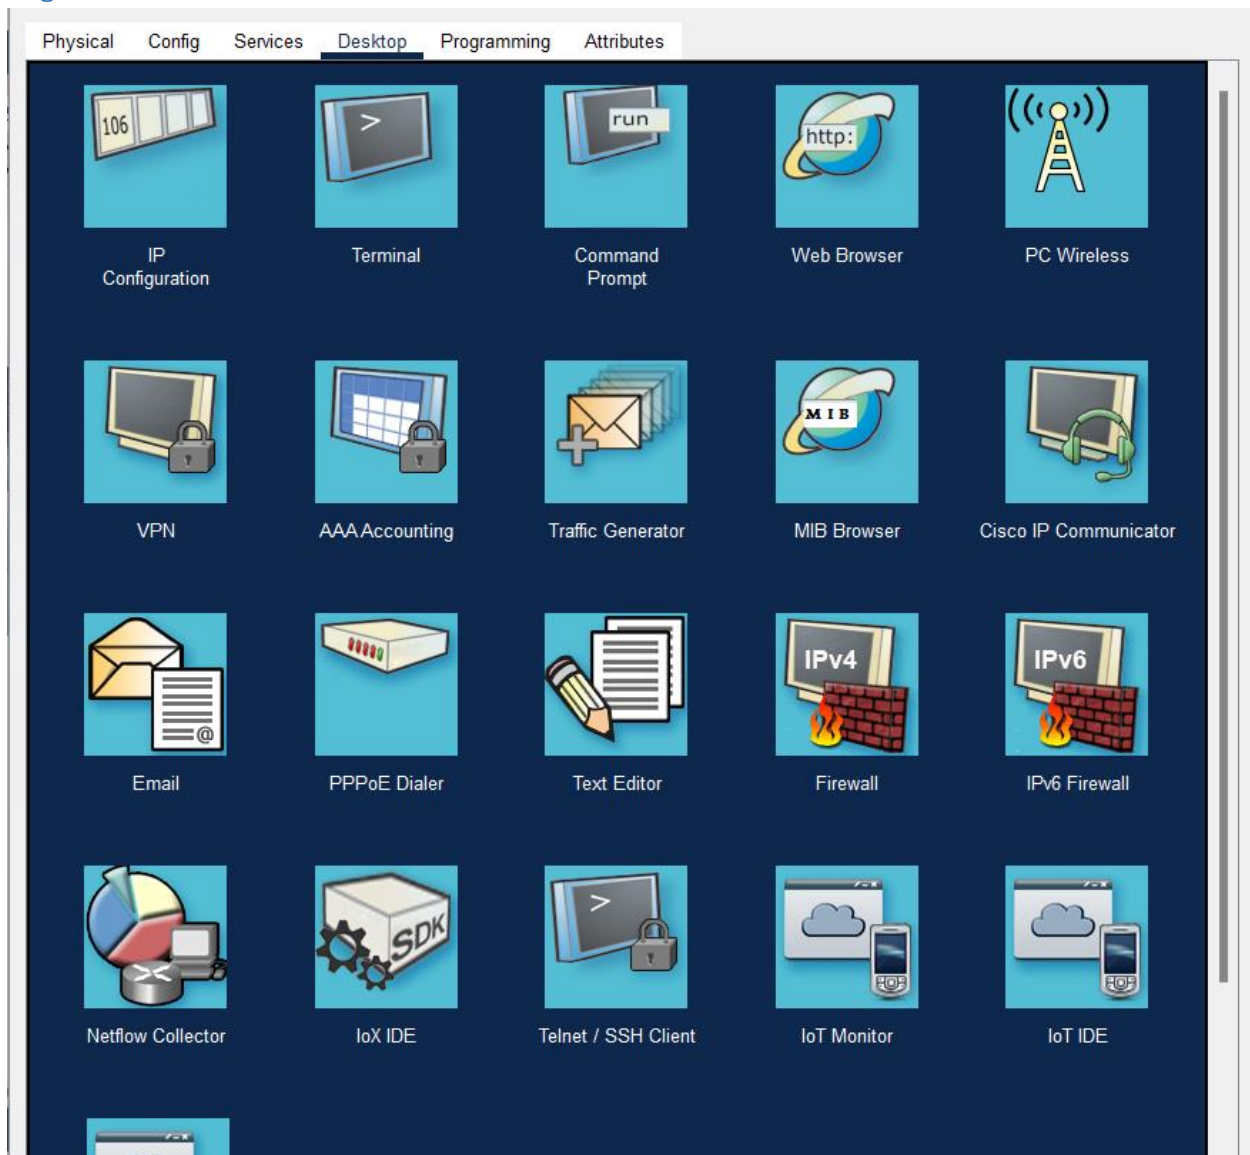 Physical Config Services Desktop Programming Attributes
106
>
run
http:
IP
Configuration
Terminal
Command
Prompt
Web Browser
PC Wireless
MIB
VPN
AAA Accounting
Traffic Generator
MIB Browser
Cisco IP Communicator
@
IPv4
IPv6
Email
PPPoE Dialer
Text Editor
Firewall
IPv6 Firewall
SDK
>
Netflow Collector
IoX IDE
Telnet / SSH Client
IoT Monitor
IoT IDE